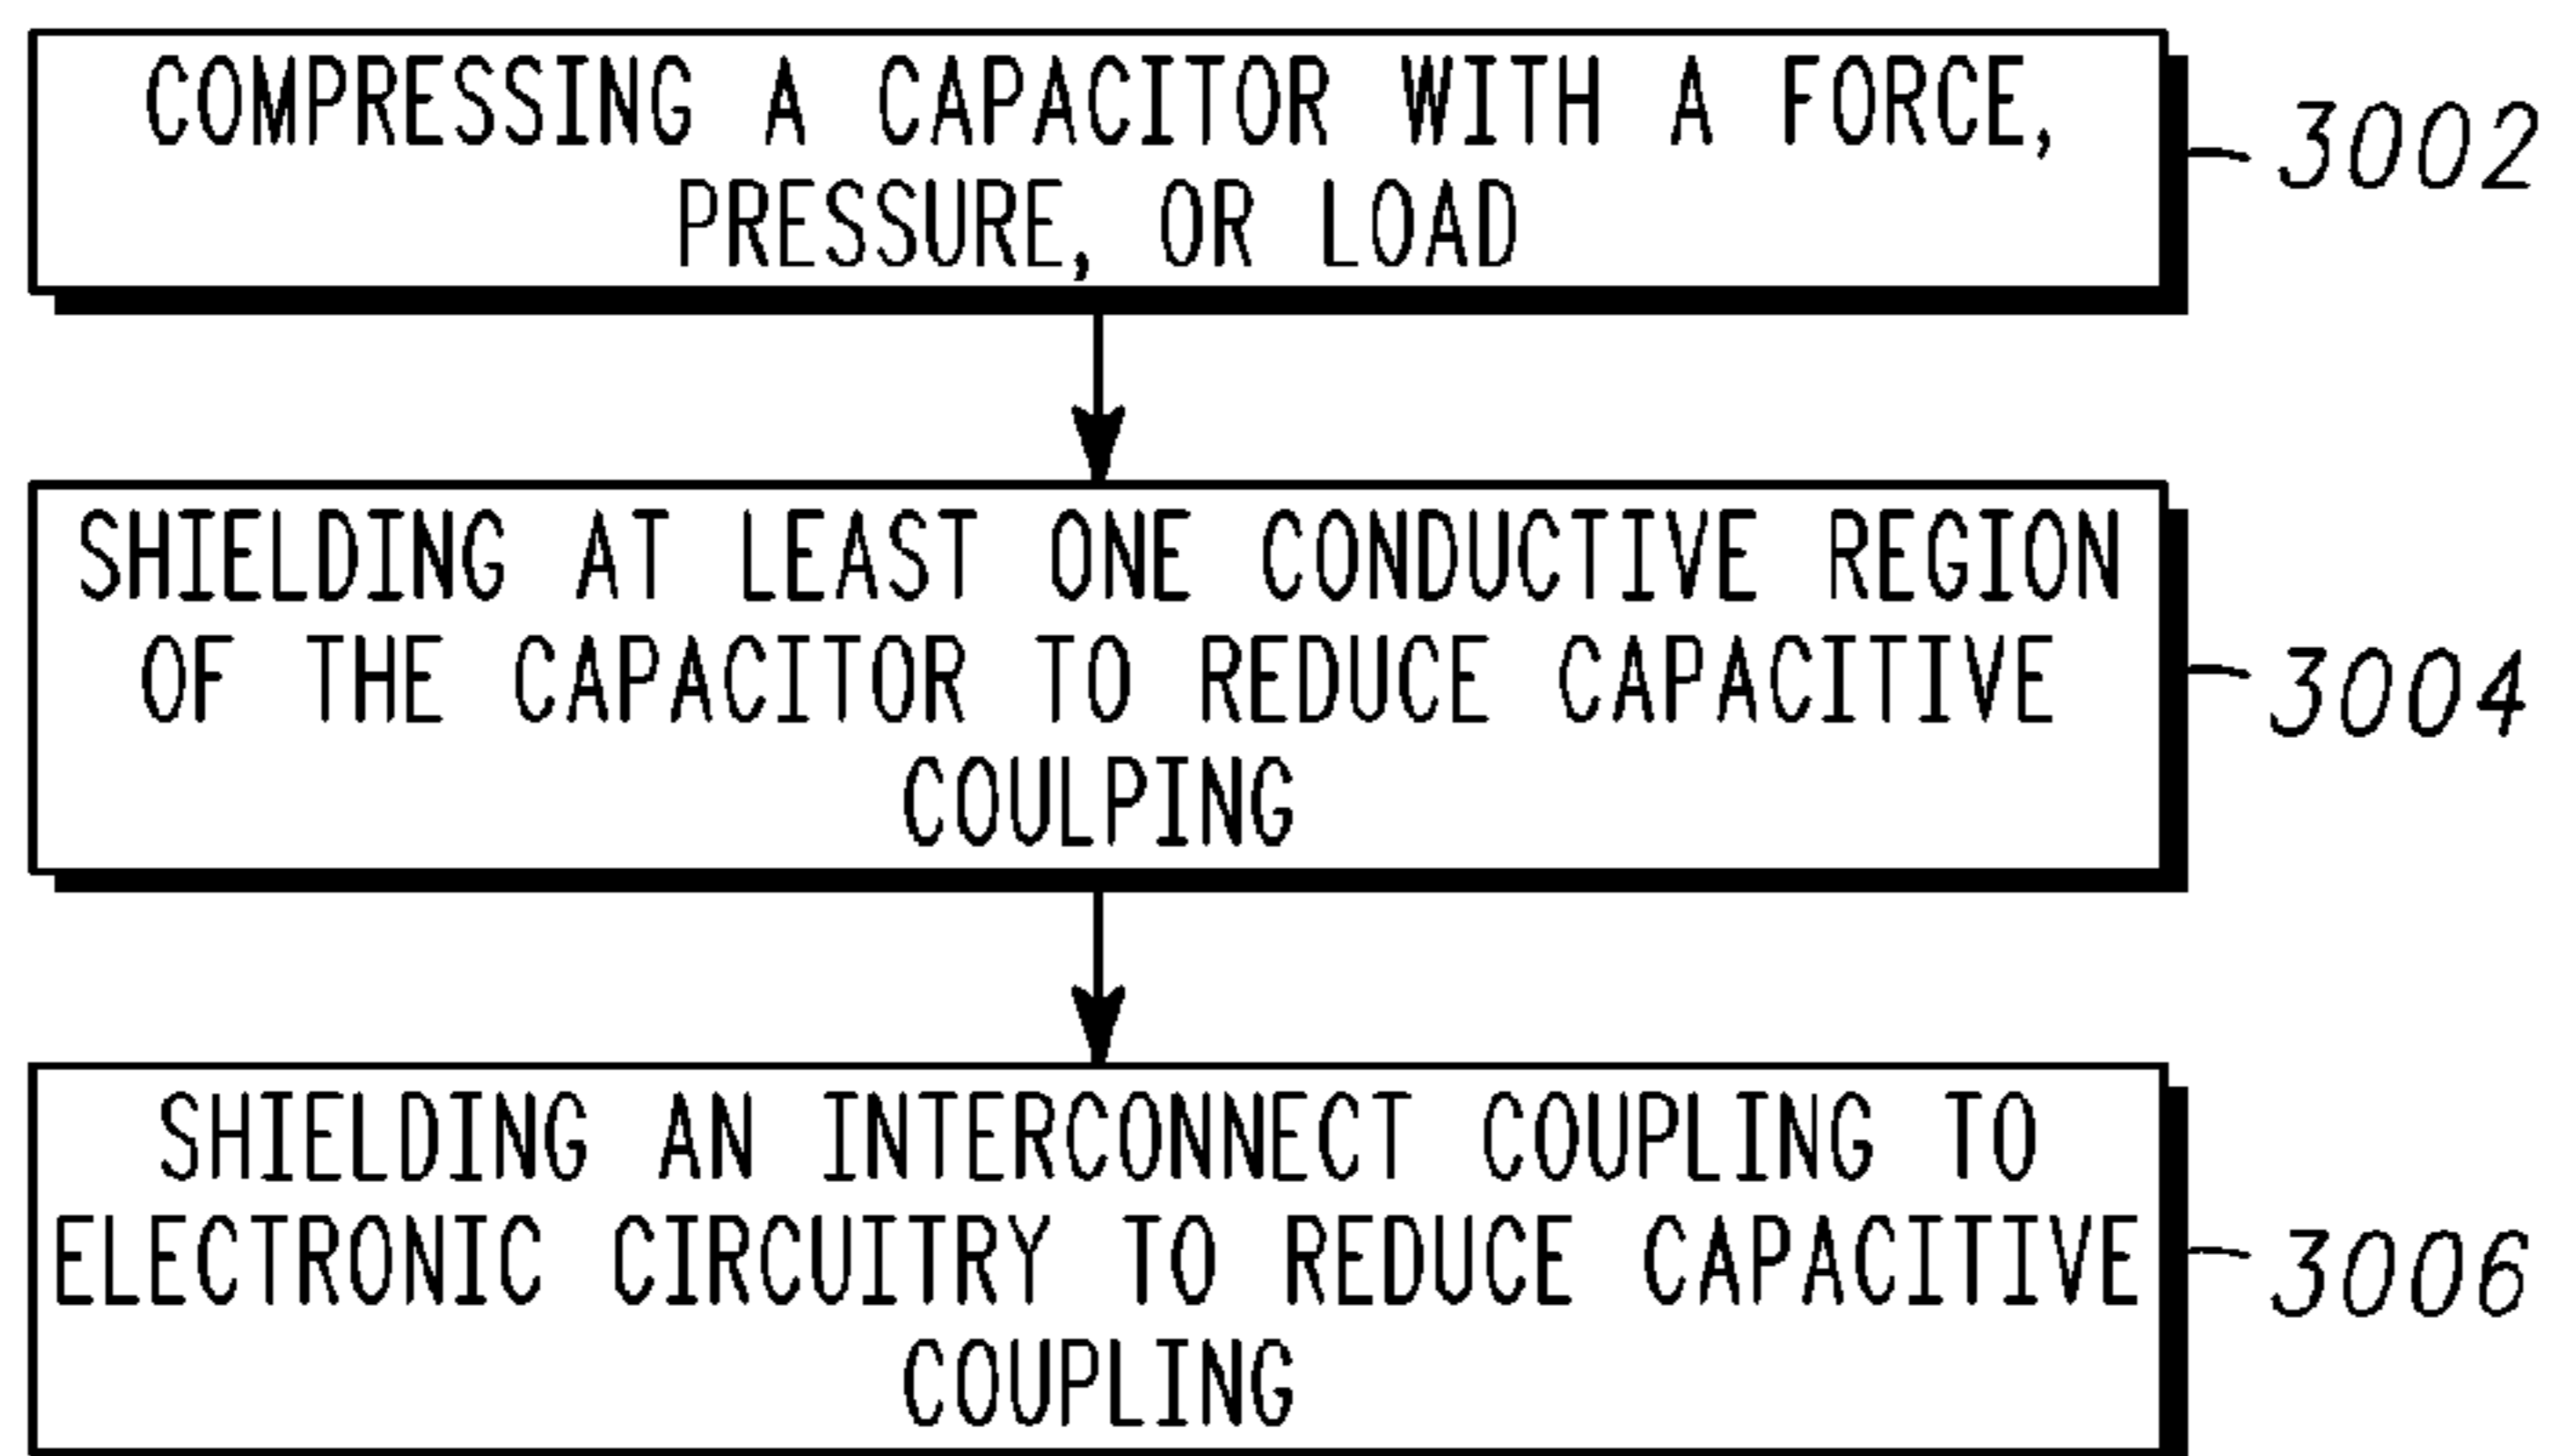 COMPRESSING A CAPACITOR WITH A FORCE,
PRESSURE, OR LOAD
3002
SHIELDING AT LEAST ONE CONDUCTIVE REGION
OF THE CAPACITOR TO REDUCE CAPACITIVE
COULPING
3004
SHIELDING AN INTERCONNECT COUPLING TO
ELECTRONIC CIRCUITRY TO REDUCE CAPACITIVE
COUPLING
3006